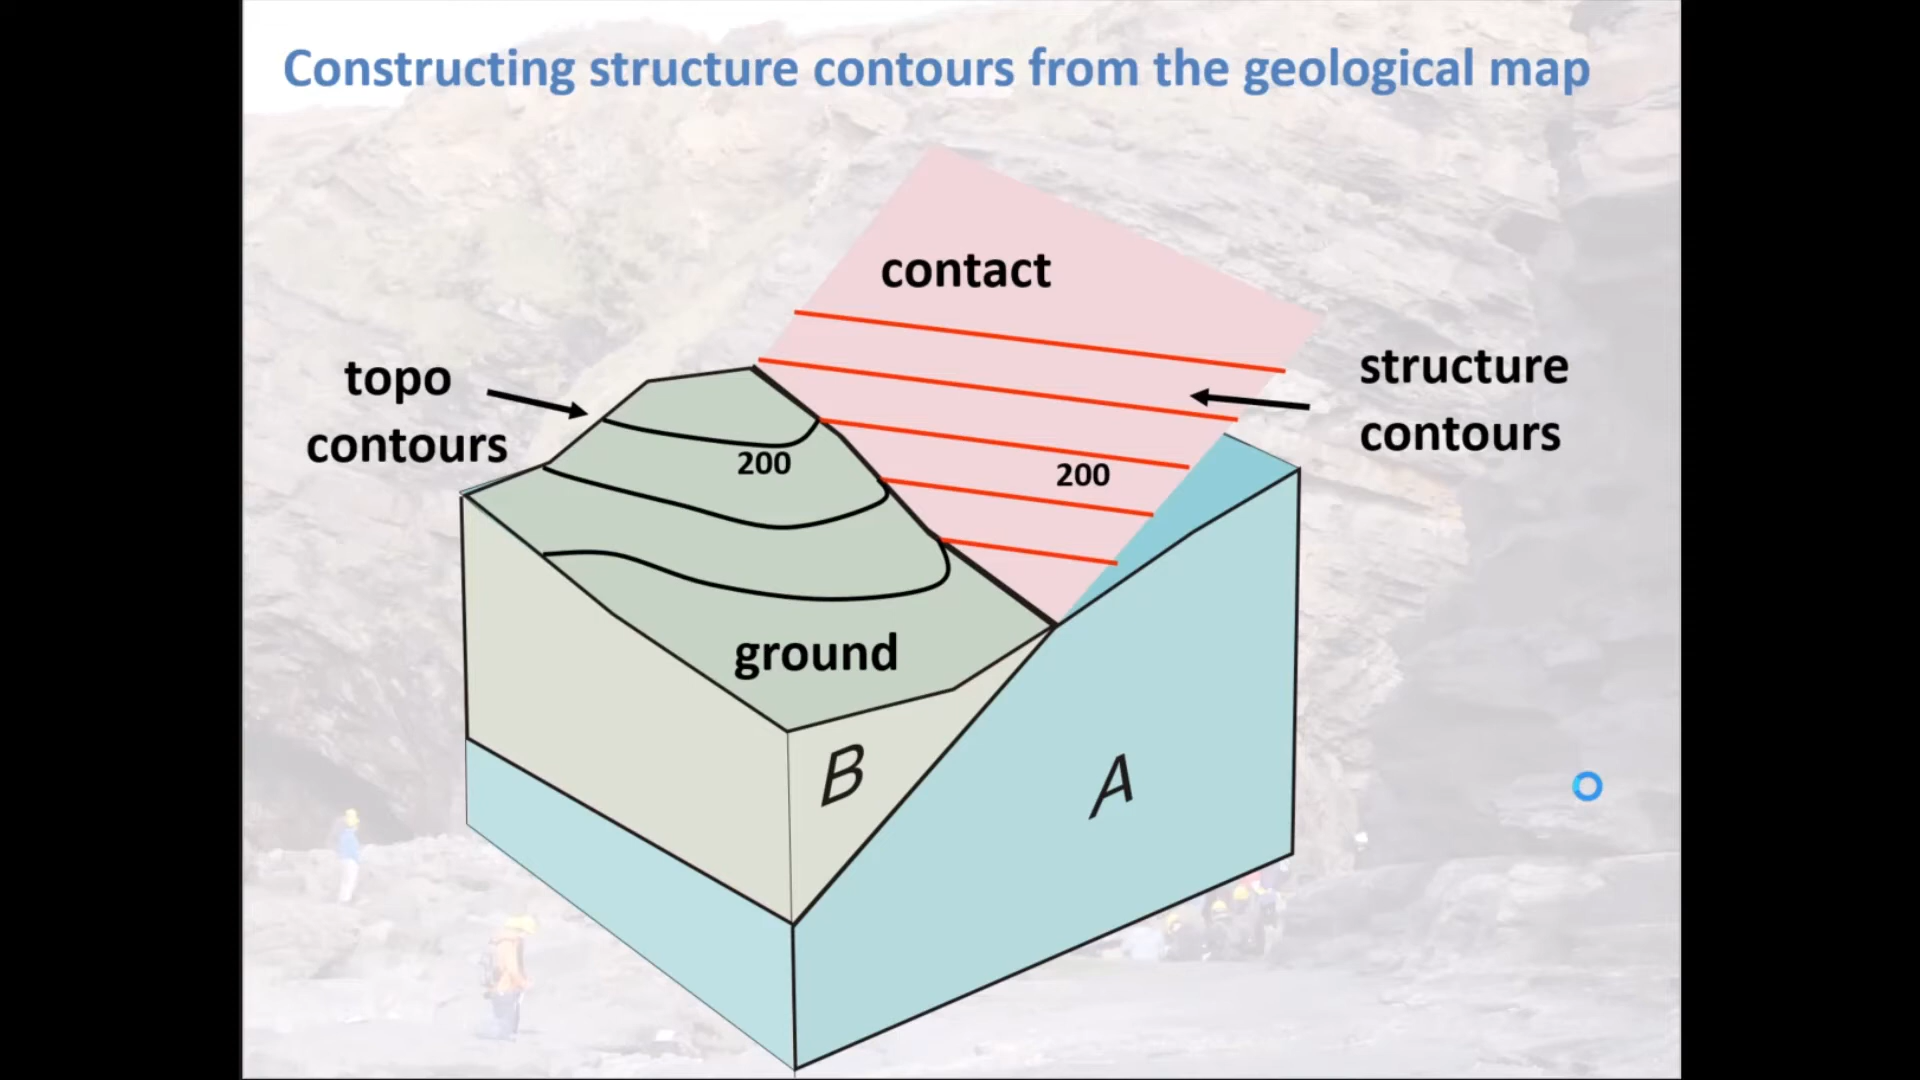 Constructing structure contours from the geological map
contact
topo
contours
structure
contours
200
200
ground
B
A